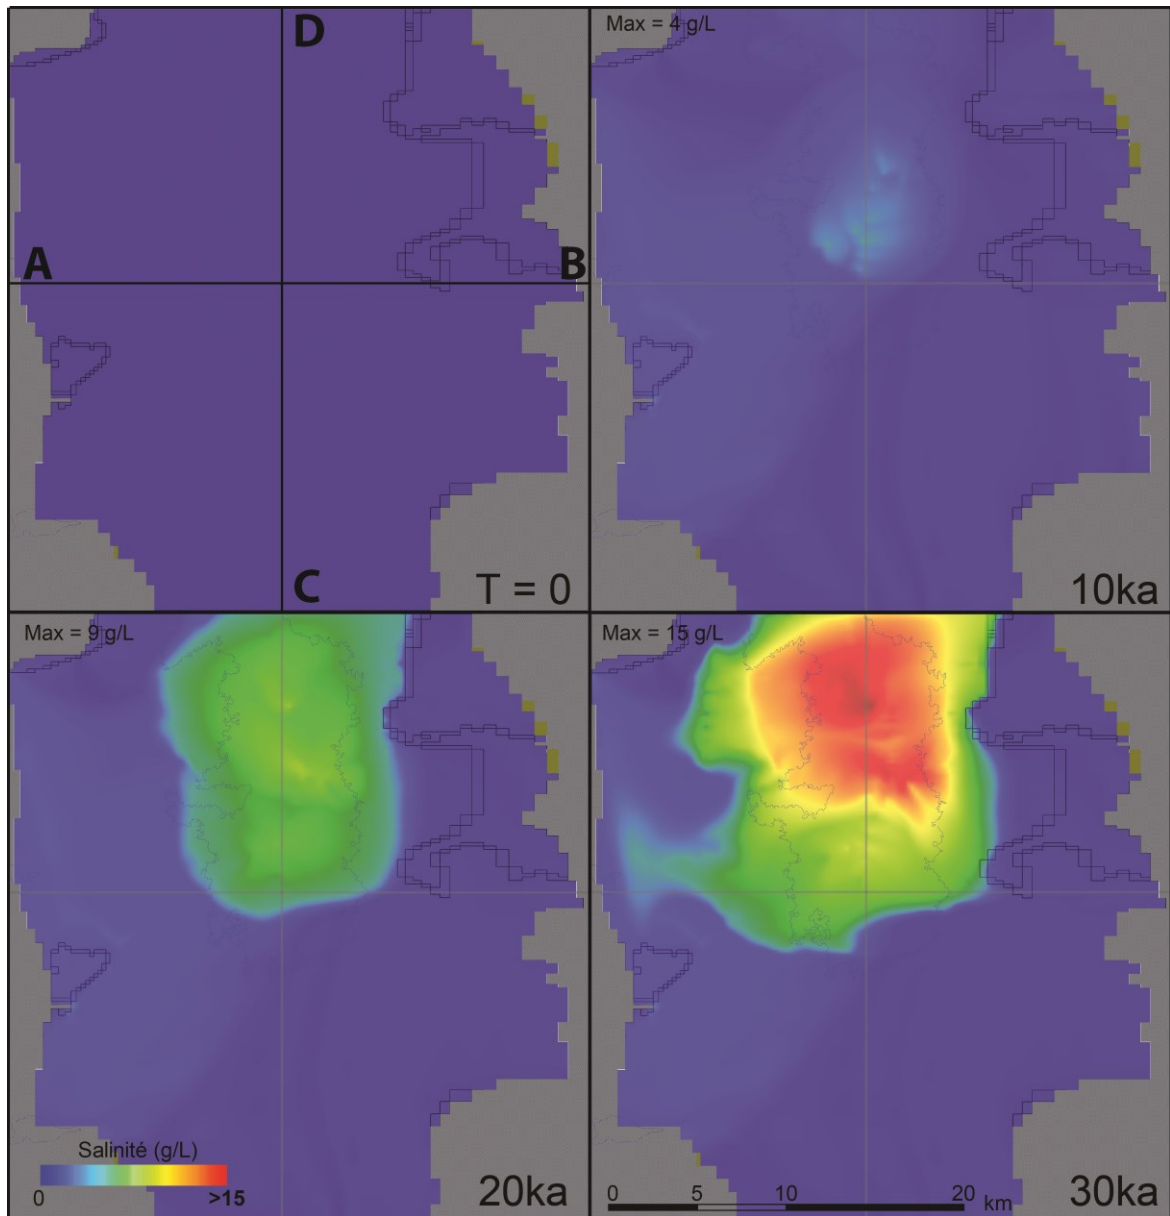 D
Max = 4 g/L
A
B
C
T = 0
10ka
Max = 9 g/L
Max = 15 g/L
Salinité (g/L)
0
>15
20ka
0
5
10
20
km
30ka